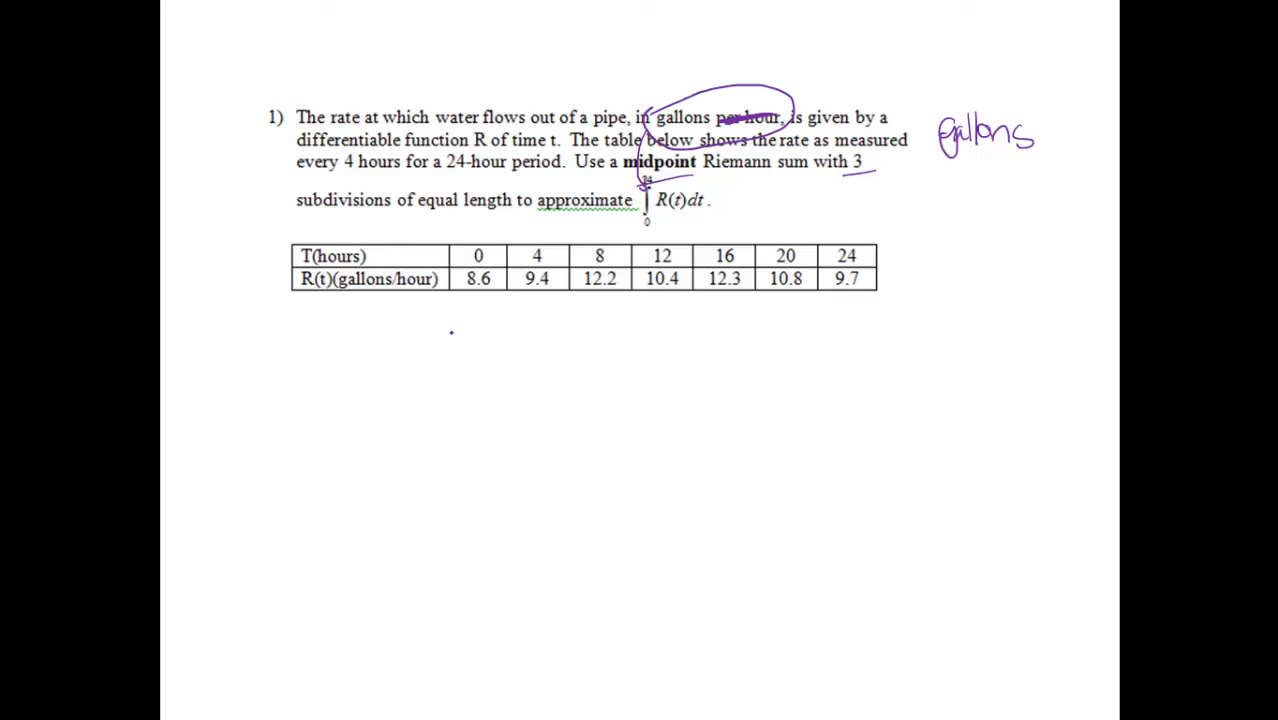 1) The rate at which water flows out of a pipe, in gallons per hour, is given by a
gallons
differentiable function R of time t. The table below shows the rate as measured
every 4 hours for a 24-hour period. Use a midpoint Riemann sum with 3
subdivisions of equal length to approximate ∫₀²⁴ R(t)dt .
T(hours) 0 4 8 12 16 20 24
R(t)(gallons/hour) 8.6 9.4 12.2 10.4 12.3 10.8 9.7